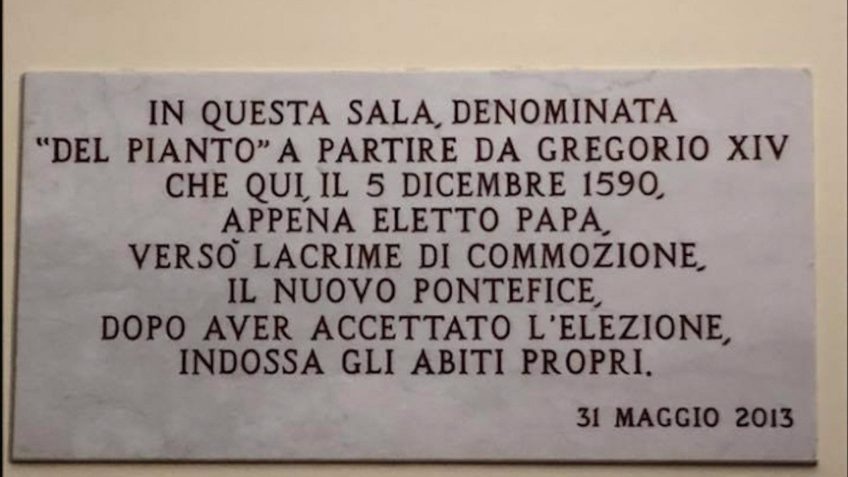 IN QUESTA SALA, DENOMINATA
"DEL PIANTO" A PARTIRE DA GREGORIO XIV
CHE QUI, IL 5 DICEMBRE 1590,
APPENA ELETTO PAPA,
VERSÒ LACRIME DI COMMOZIONE,
IL NUOVO PONTEFICE,
DOPO AVER ACCETTATO L'ELEZIONE,
INDOSSA GLI ABITI PROPRI.
31 MAGGIO 2013